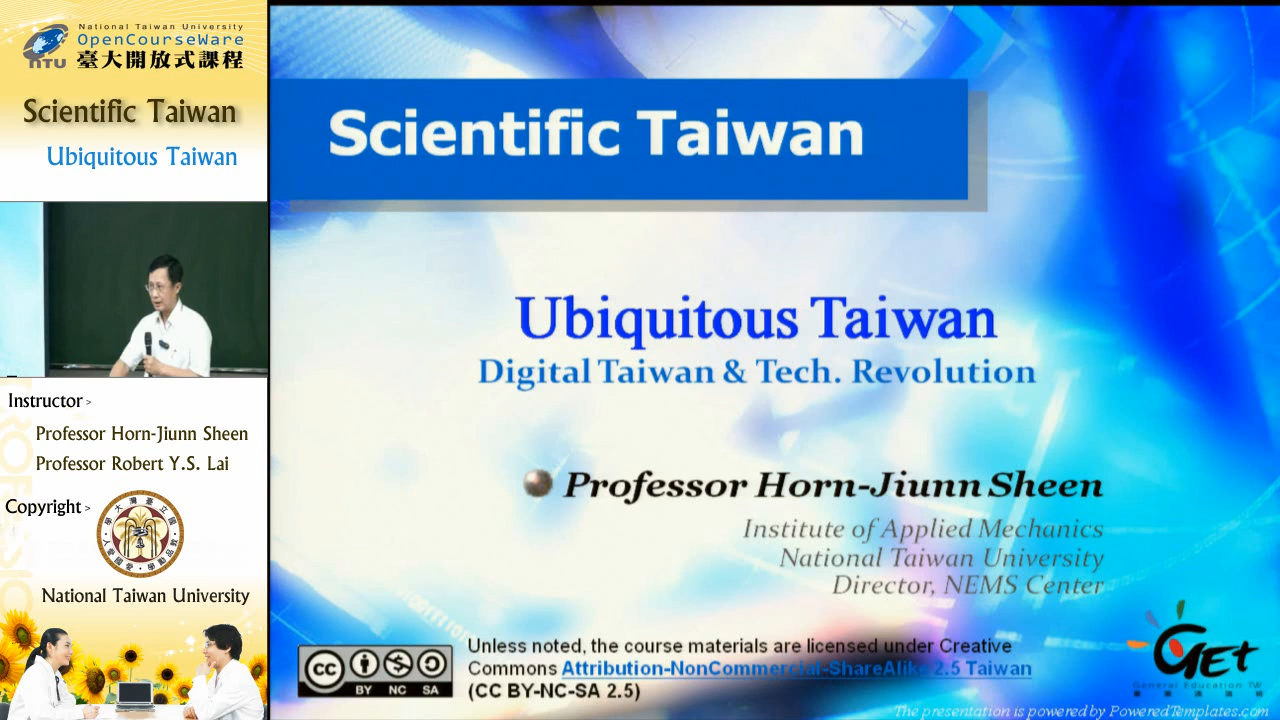 National Taiwan University
OpenCourseWare
NTU 臺大開放式課程
Scientific Taiwan
Ubiquitous Taiwan
Instructor >
Professor Horn-Jiunn Sheen
Professor Robert Y.S. Lai
Copyright >
National Taiwan University
Scientific Taiwan
Ubiquitous Taiwan
Digital Taiwan & Tech. Revolution
Professor Horn-Jiunn Sheen
Institute of Applied Mechanics
National Taiwan University
Director, NEMS Center
cc BY NC SA
Unless noted, the course materials are licensed under Creative
Commons Attribution-NonCommercial-ShareAlike 2.5 Taiwan
(CC BY-NC-SA 2.5)
GET
General Education TW
The presentation is powered by PoweredTemplates.com